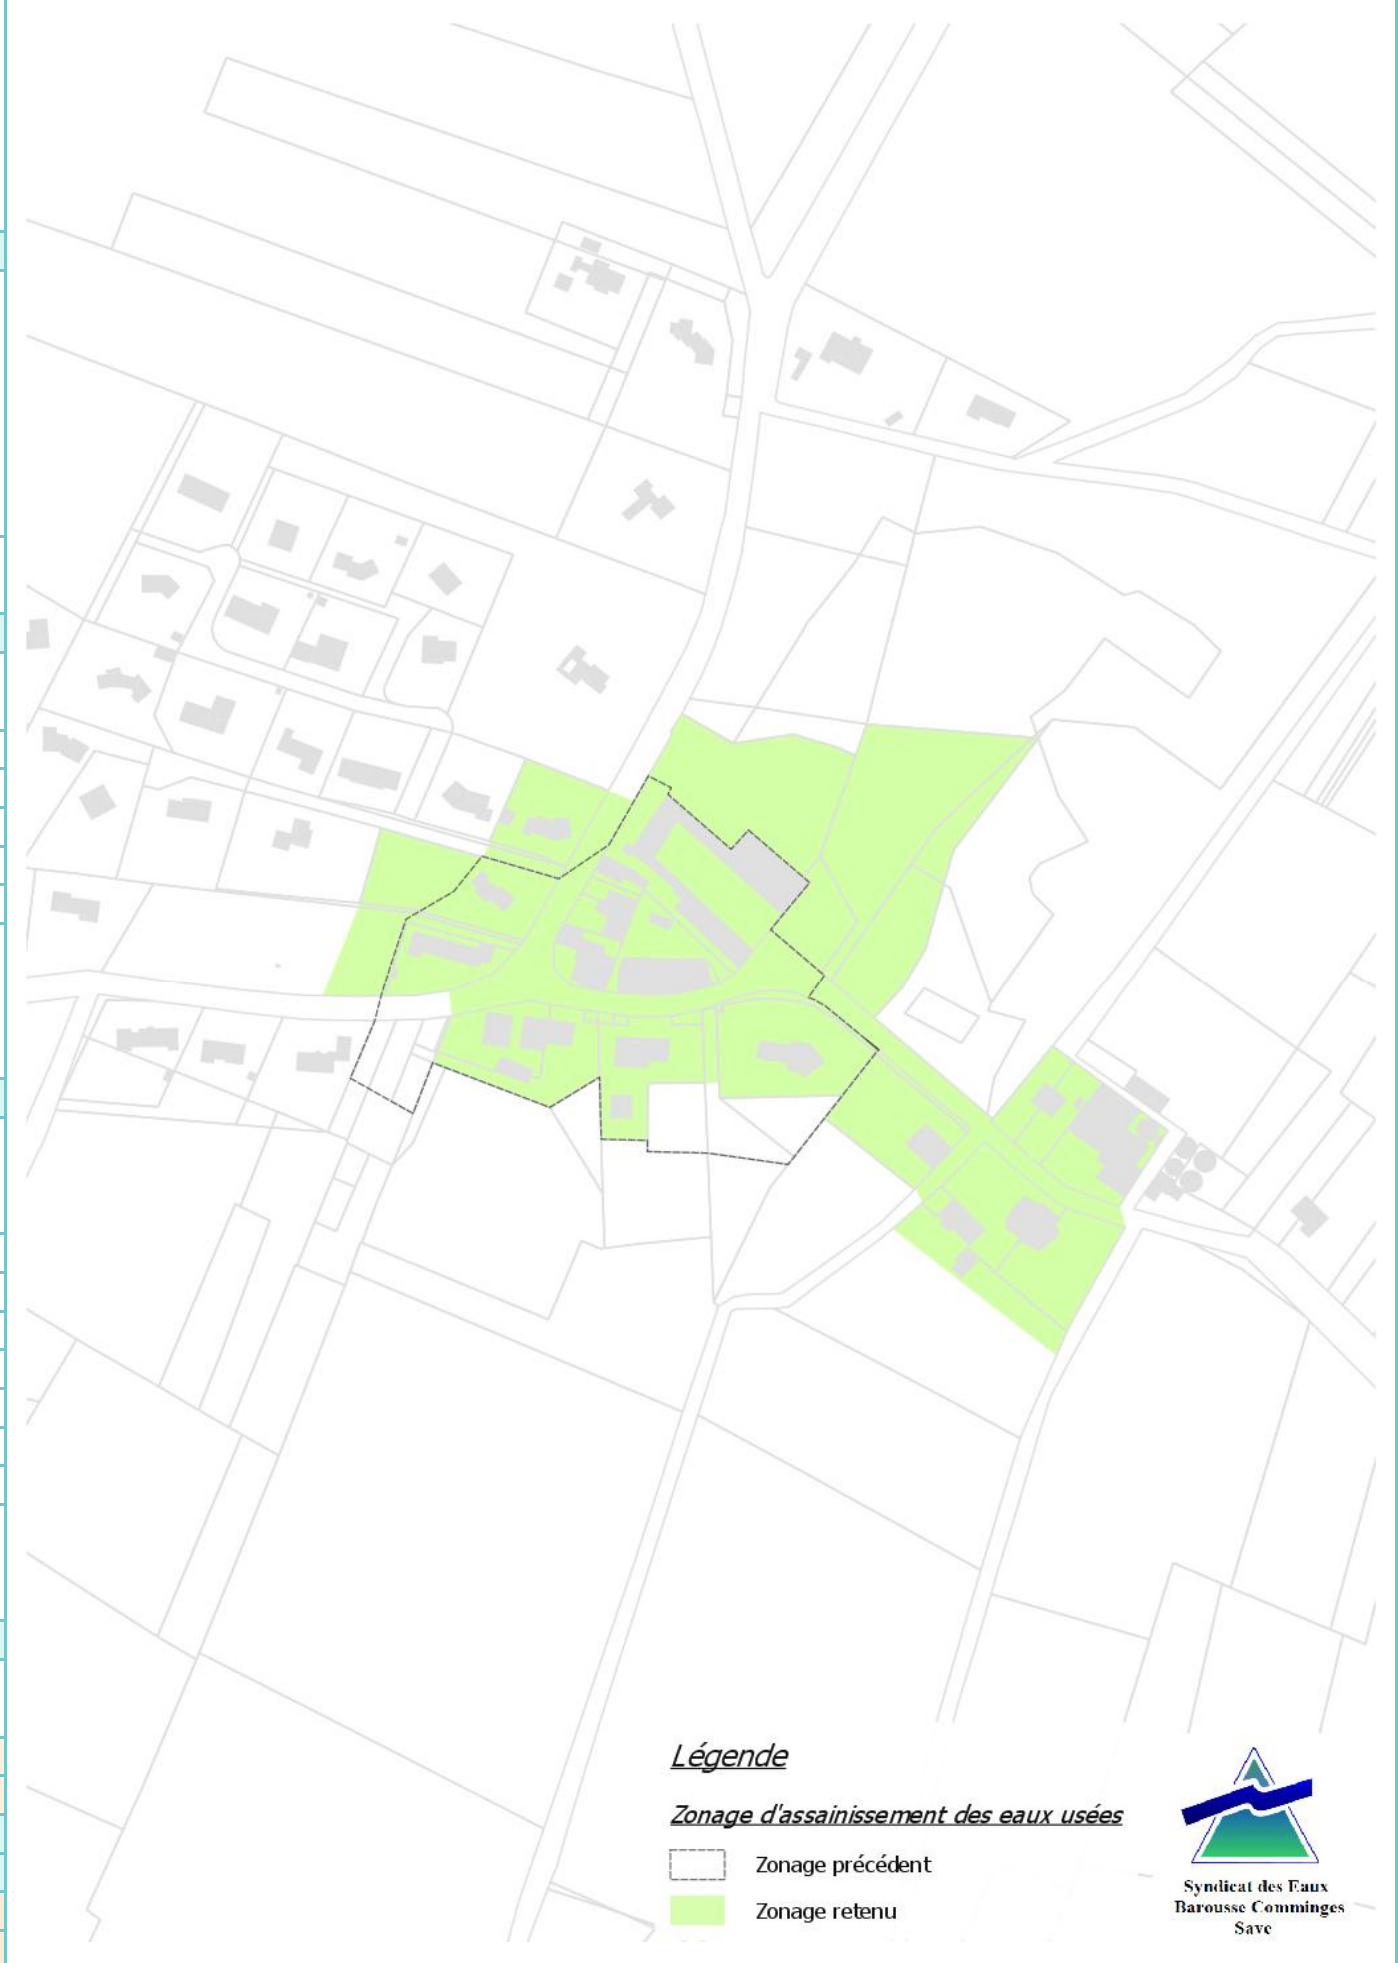 Légende
Zonage d'assainissement des eaux usées
Zonage précédent
Zonage retenu
Syndicat des Eaux
Barousse Comminges
Save